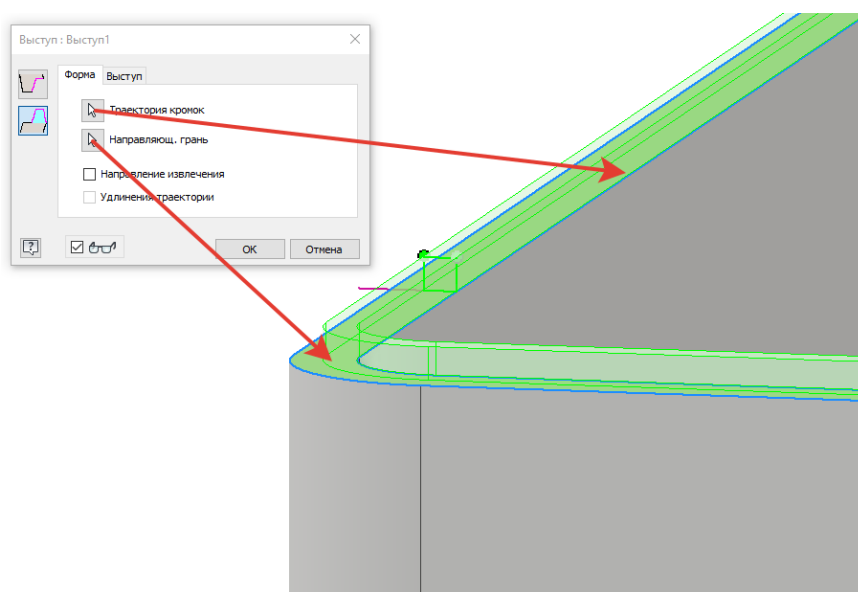 Выступ : Выступ1
Форма Выступ
Траектория кромок
Направляющ. грань
Направление извлечения
Удлинения траектории
ОК Отмена